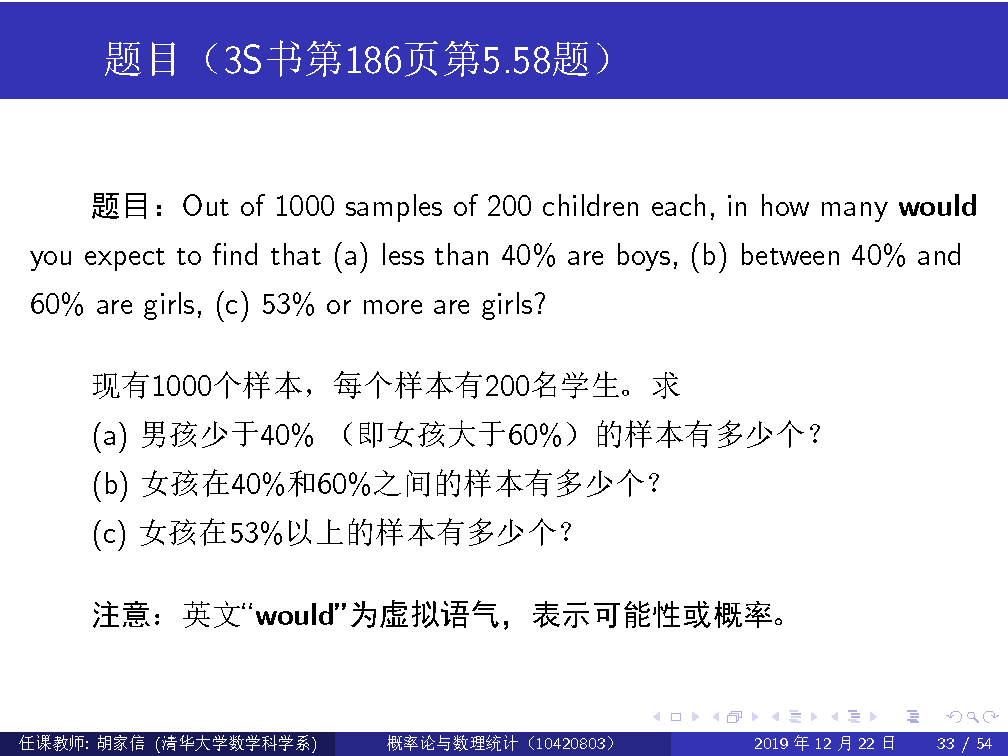 题目（3S书第186页第5.58题）
题目：Out of 1000 samples of 200 children each, in how many would
you expect to find that (a) less than 40% are boys, (b) between 40% and
60% are girls, (c) 53% or more are girls?
现有1000个样本，每个样本有200名学生。求
(a) 男孩少于40% （即女孩大于60%）的样本有多少个？
(b) 女孩在40%和60%之间的样本有多少个？
(c) 女孩在53%以上的样本有多少个？
注意：英文“would”为虚拟语气，表示可能性或概率。
任课教师: 胡家信 (清华大学数学科学系) 概率论与数理统计（10420803） 2019 年 12 月 22 日 33 / 54